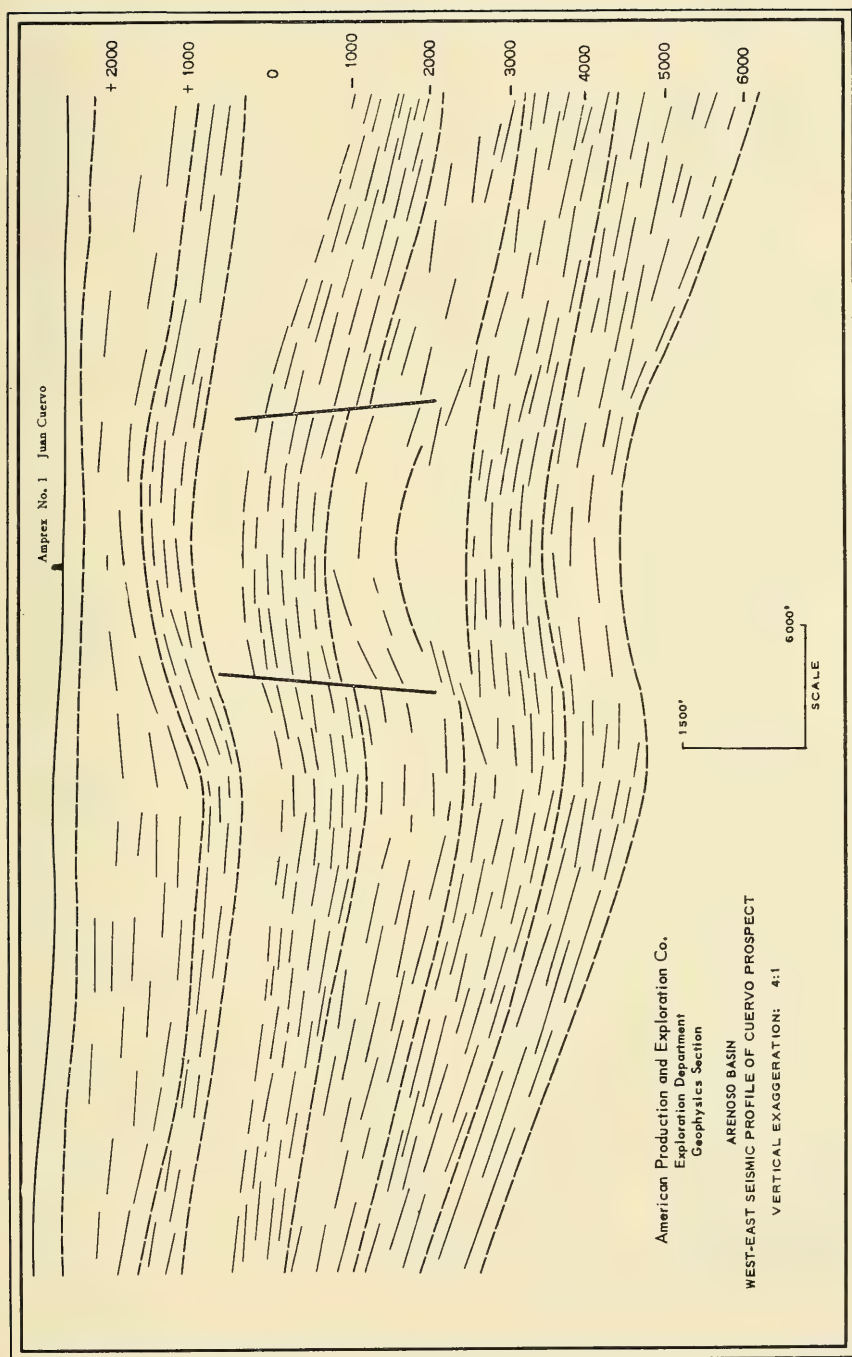 Amprex No. 1 Juan Cuervo
+ 2000
+ 1000
0
- 1000
- 2000
- 3000
- 4000
- 5000
- 6000
1500'
6000'
SCALE
American Production and Exploration Co.
Exploration Department
Geophysics Section
ARENOSO BASIN
WEST-EAST SEISMIC PROFILE OF CUERVO PROSPECT
VERTICAL EXAGGERATION: 4:1